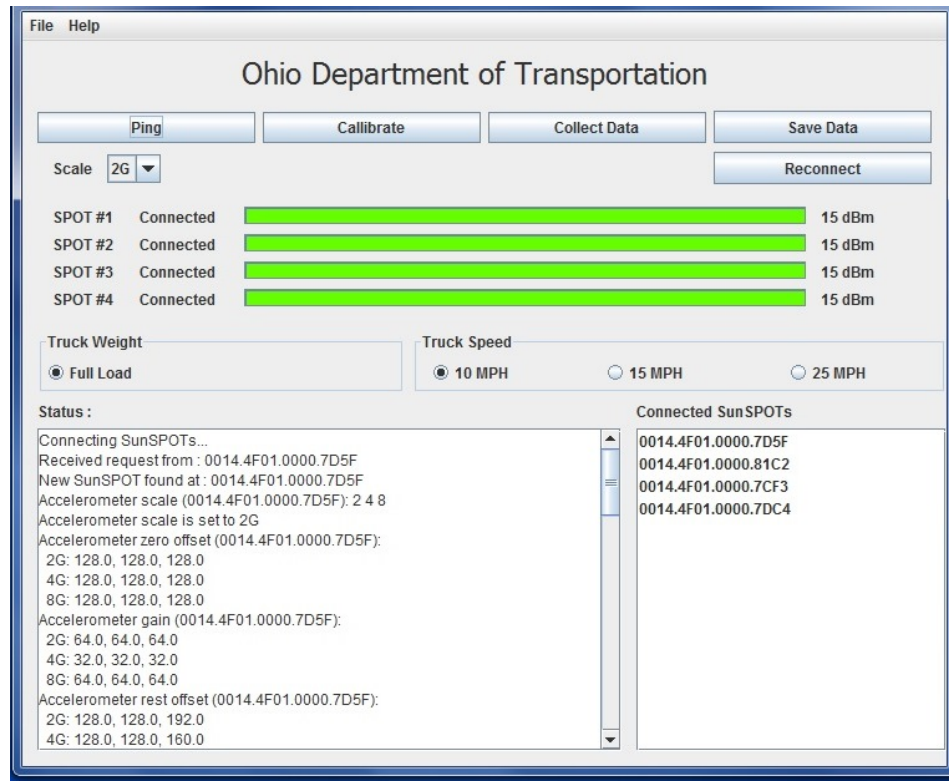 File Help
Ohio Department of Transportation
Ping Callibrate Collect Data Save Data
Scale 2G Reconnect
SPOT #1 Connected 15 dBm
SPOT #2 Connected 15 dBm
SPOT #3 Connected 15 dBm
SPOT #4 Connected 15 dBm
Truck Weight
Full Load
Truck Speed
10 MPH 15 MPH 25 MPH
Status :
Connecting SunSPOTs...
Received request from : 0014.4F01.0000.7D5F
New SunSPOT found at : 0014.4F01.0000.7D5F
Accelerometer scale (0014.4F01.0000.7D5F): 2 4 8
Accelerometer scale is set to 2G
Accelerometer zero offset (0014.4F01.0000.7D5F):
2G: 128.0, 128.0, 128.0
4G: 128.0, 128.0, 128.0
8G: 128.0, 128.0, 128.0
Accelerometer gain (0014.4F01.0000.7D5F):
2G: 64.0, 64.0, 64.0
4G: 32.0, 32.0, 32.0
8G: 64.0, 64.0, 64.0
Accelerometer rest offset (0014.4F01.0000.7D5F):
2G: 128.0, 128.0, 192.0
4G: 128.0, 128.0, 160.0
Connected SunSPOTs
0014.4F01.0000.7D5F
0014.4F01.0000.81C2
0014.4F01.0000.7CF3
0014.4F01.0000.7DC4